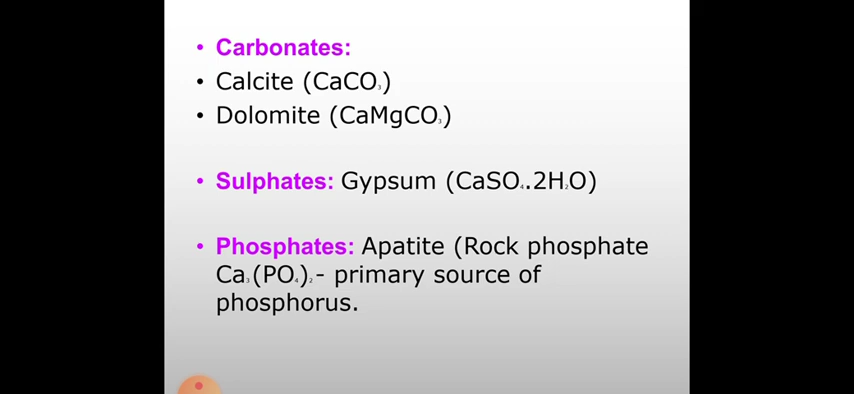 • Carbonates:
• Calcite (CaCO₃)
• Dolomite (CaMgCO₃)
• Sulphates: Gypsum (CaSO₄.2H₂O)
• Phosphates: Apatite (Rock phosphate
Ca₃(PO₄)₂- primary source of
phosphorus.